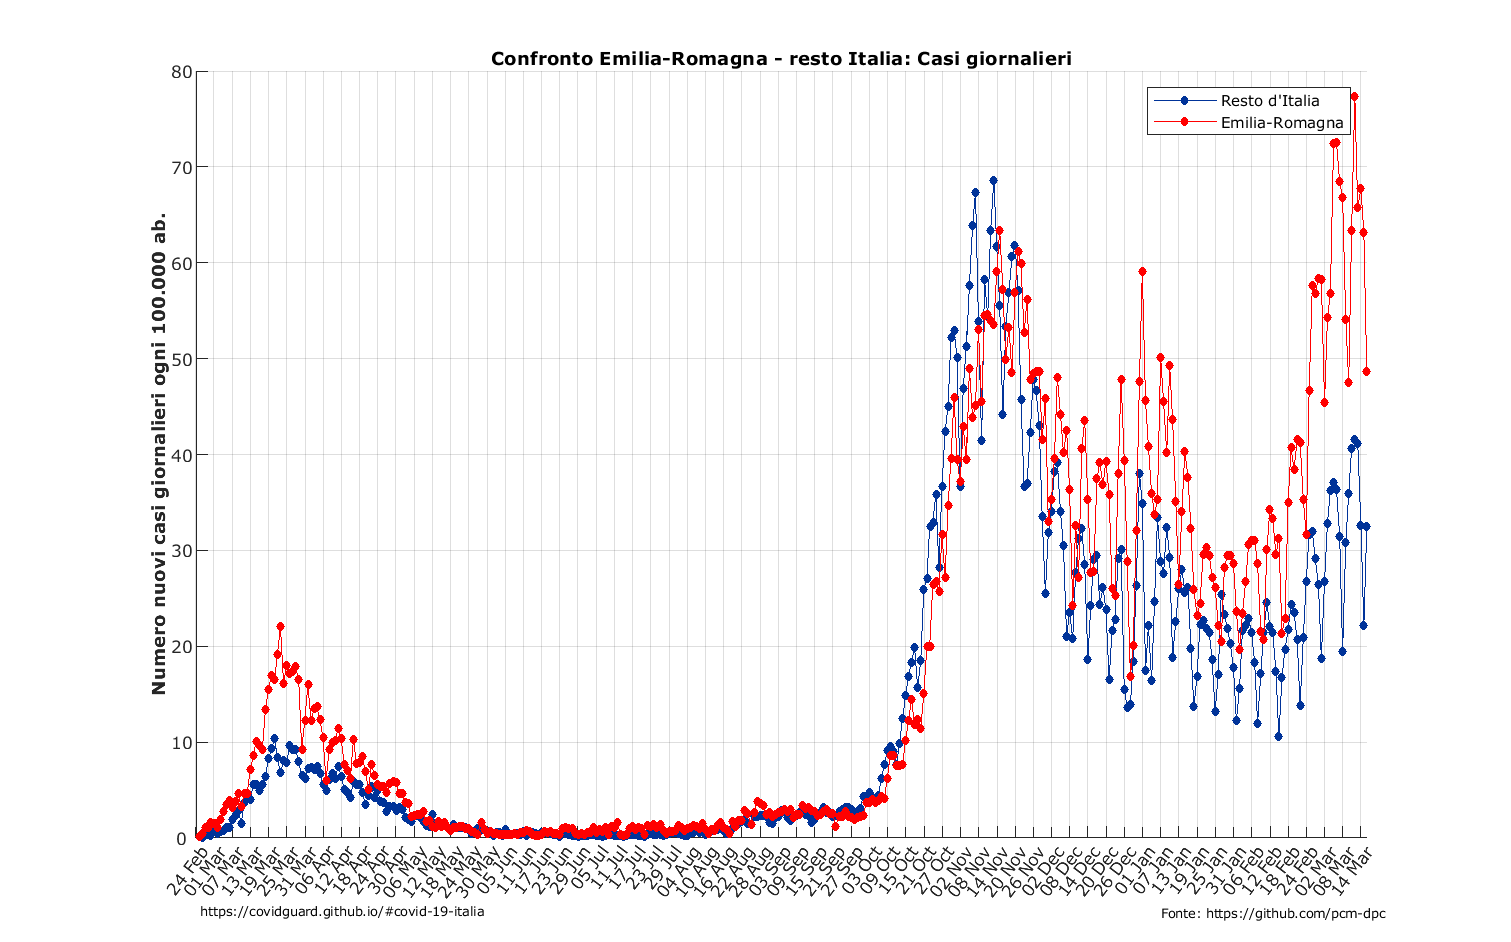 Confronto Emilia-Romagna - resto Italia: Casi giornalieri
Numero nuovi casi giornalieri ogni 100.000 ab.
80
70
60
50
40
30
20
10
0
Resto d'Italia
Emilia-Romagna
24 Feb
01 Mar
07 Mar
13 Mar
19 Mar
25 Mar
31 Mar
06 Apr
12 Apr
18 Apr
24 Apr
30 Apr
06 May
12 May
18 May
24 May
30 May
05 Jun
11 Jun
17 Jun
23 Jun
29 Jun
05 Jul
11 Jul
17 Jul
23 Jul
29 Jul
04 Aug
10 Aug
16 Aug
22 Aug
28 Aug
03 Sep
09 Sep
15 Sep
21 Sep
27 Sep
03 Oct
09 Oct
15 Oct
21 Oct
27 Oct
02 Nov
08 Nov
14 Nov
20 Nov
26 Nov
02 Dec
08 Dec
14 Dec
20 Dec
26 Dec
01 Jan
07 Jan
13 Jan
19 Jan
25 Jan
31 Jan
06 Feb
12 Feb
18 Feb
24 Feb
02 Mar
08 Mar
14 Mar
https://covidguard.github.io/#covid-19-italia
Fonte: https://github.com/pcm-dpc